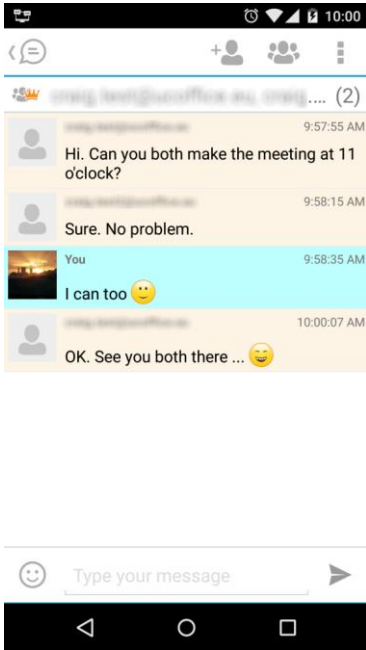 10:00
(2)
9:57:55 AM
Hi. Can you both make the meeting at 11
o'clock?
9:58:15 AM
Sure. No problem.
You 9:58:35 AM
I can too
10:00:07 AM
OK. See you both there ...
Type your message